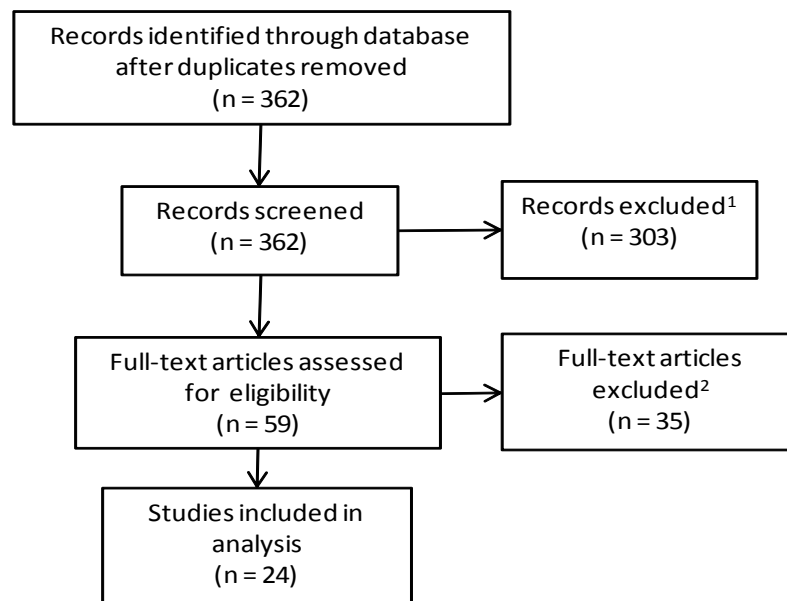 Records identified through database
after duplicates removed
(n = 362)
Records screened
(n = 362)
Records excluded¹
(n = 303)
Full-text articles assessed
for eligibility
(n = 59)
Full-text articles
excluded²
(n = 35)
Studies included in
analysis
(n = 24)